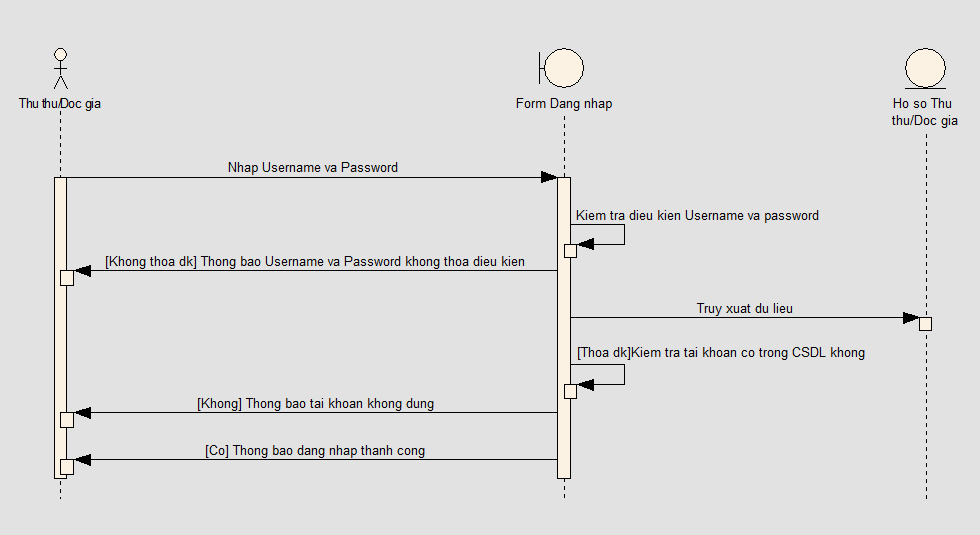 Thu thu/Doc gia
Form Dang nhap
Ho so Thu
thu/Doc gia
Nhap Username va Password
Kiem tra dieu kien Username va password
[Khong thoa dk] Thong bao Username va Password khong thoa dieu kien
Truy xuat du lieu
[Thoa dk]Kiem tra tai khoan co trong CSDL khong
[Khong] Thong bao tai khoan khong dung
[Co] Thong bao dang nhap thanh cong